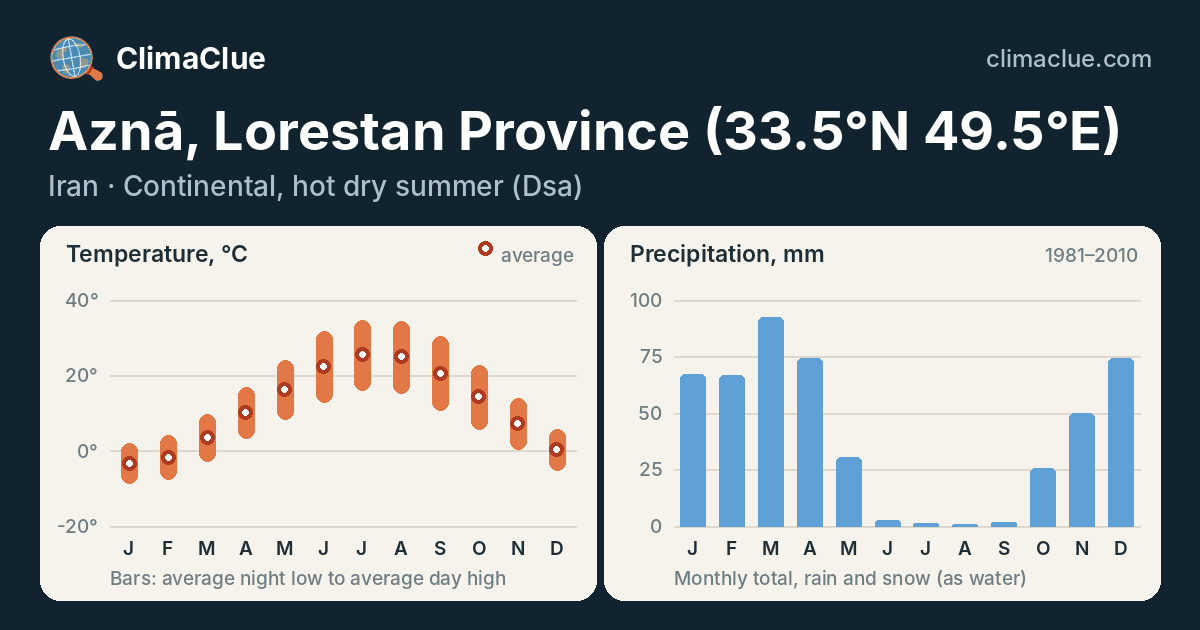 ClimaClue
climaclue.com
Aznā, Lorestan Province (33.5°N 49.5°E)
Iran · Continental, hot dry summer (Dsa)
Temperature, °C
average
40°
20°
0°
-20°
J F M A M J J A S O N D
Bars: average night low to average day high
Precipitation, mm
1981–2010
100
75
50
25
0
J F M A M J J A S O N D
Monthly total, rain and snow (as water)